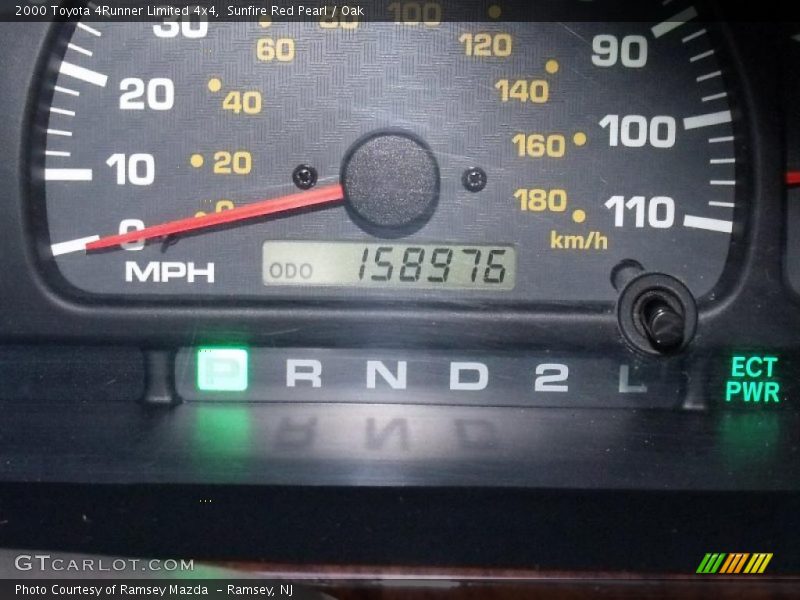 2000 Toyota 4Runner Limited 4x4, Sunfire Red Pearl / Oak
30 80 100
60 120 90
20 40 140
100
10 20 160
0 0 180 110
km/h
MPH ODO 158976
P R N D 2 L ECT
PWR
GTCARLOT.COM
Photo Courtesy of Ramsey Mazda - Ramsey, NJ